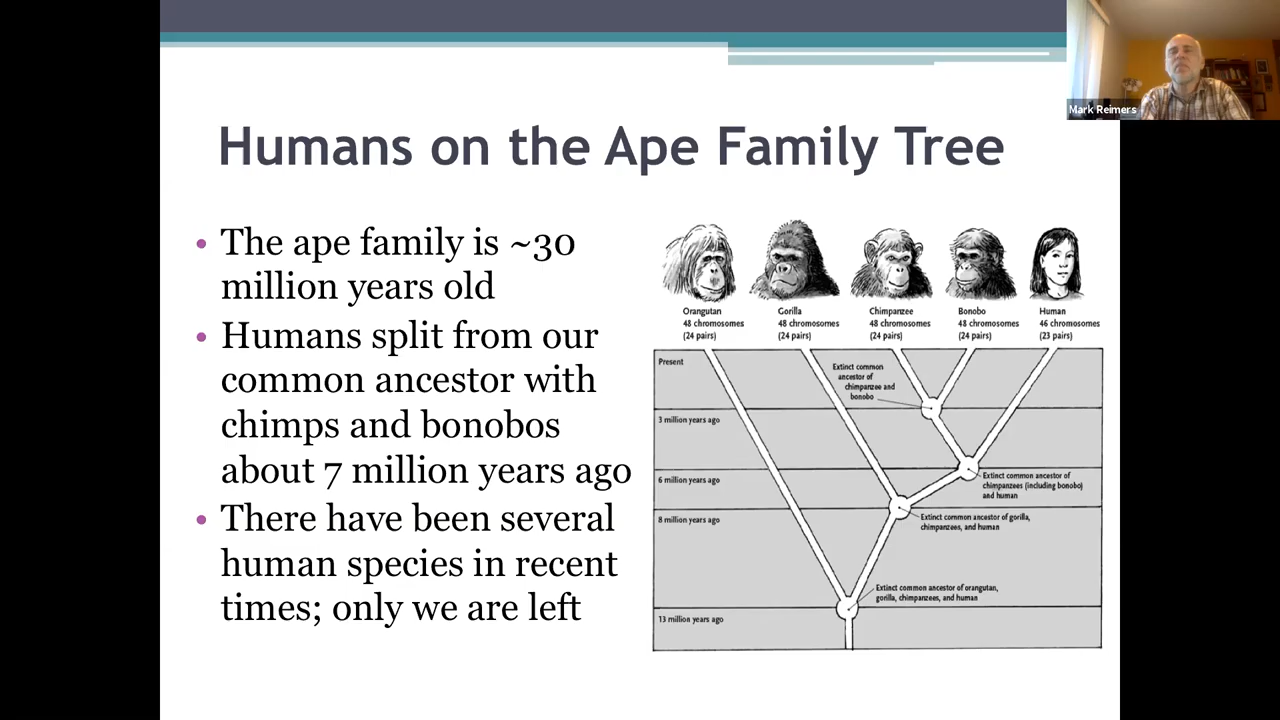 Mark Reimers
Humans on the Ape Family Tree
• The ape family is ~30
million years old
• Humans split from our
common ancestor with
chimps and bonobos
about 7 million years ago
• There have been several
human species in recent
times; only we are left
Orangutan
48 chromosomes
(24 pairs)
Gorilla
48 chromosomes
(24 pairs)
Chimpanzee
48 chromosomes
(24 pairs)
Bonobo
48 chromosomes
(24 pairs)
Human
46 chromosomes
(23 pairs)
Present
Extinct common
ancestor of
chimpanzee and
bonobo
3 million years ago
6 million years ago
Extinct common ancestor of
chimpanzees (including bonobo)
and human
8 million years ago
Extinct common ancestor of gorilla,
chimpanzees, and human
Extinct common ancestor of orangutan,
gorilla, chimpanzees, and human
13 million years ago